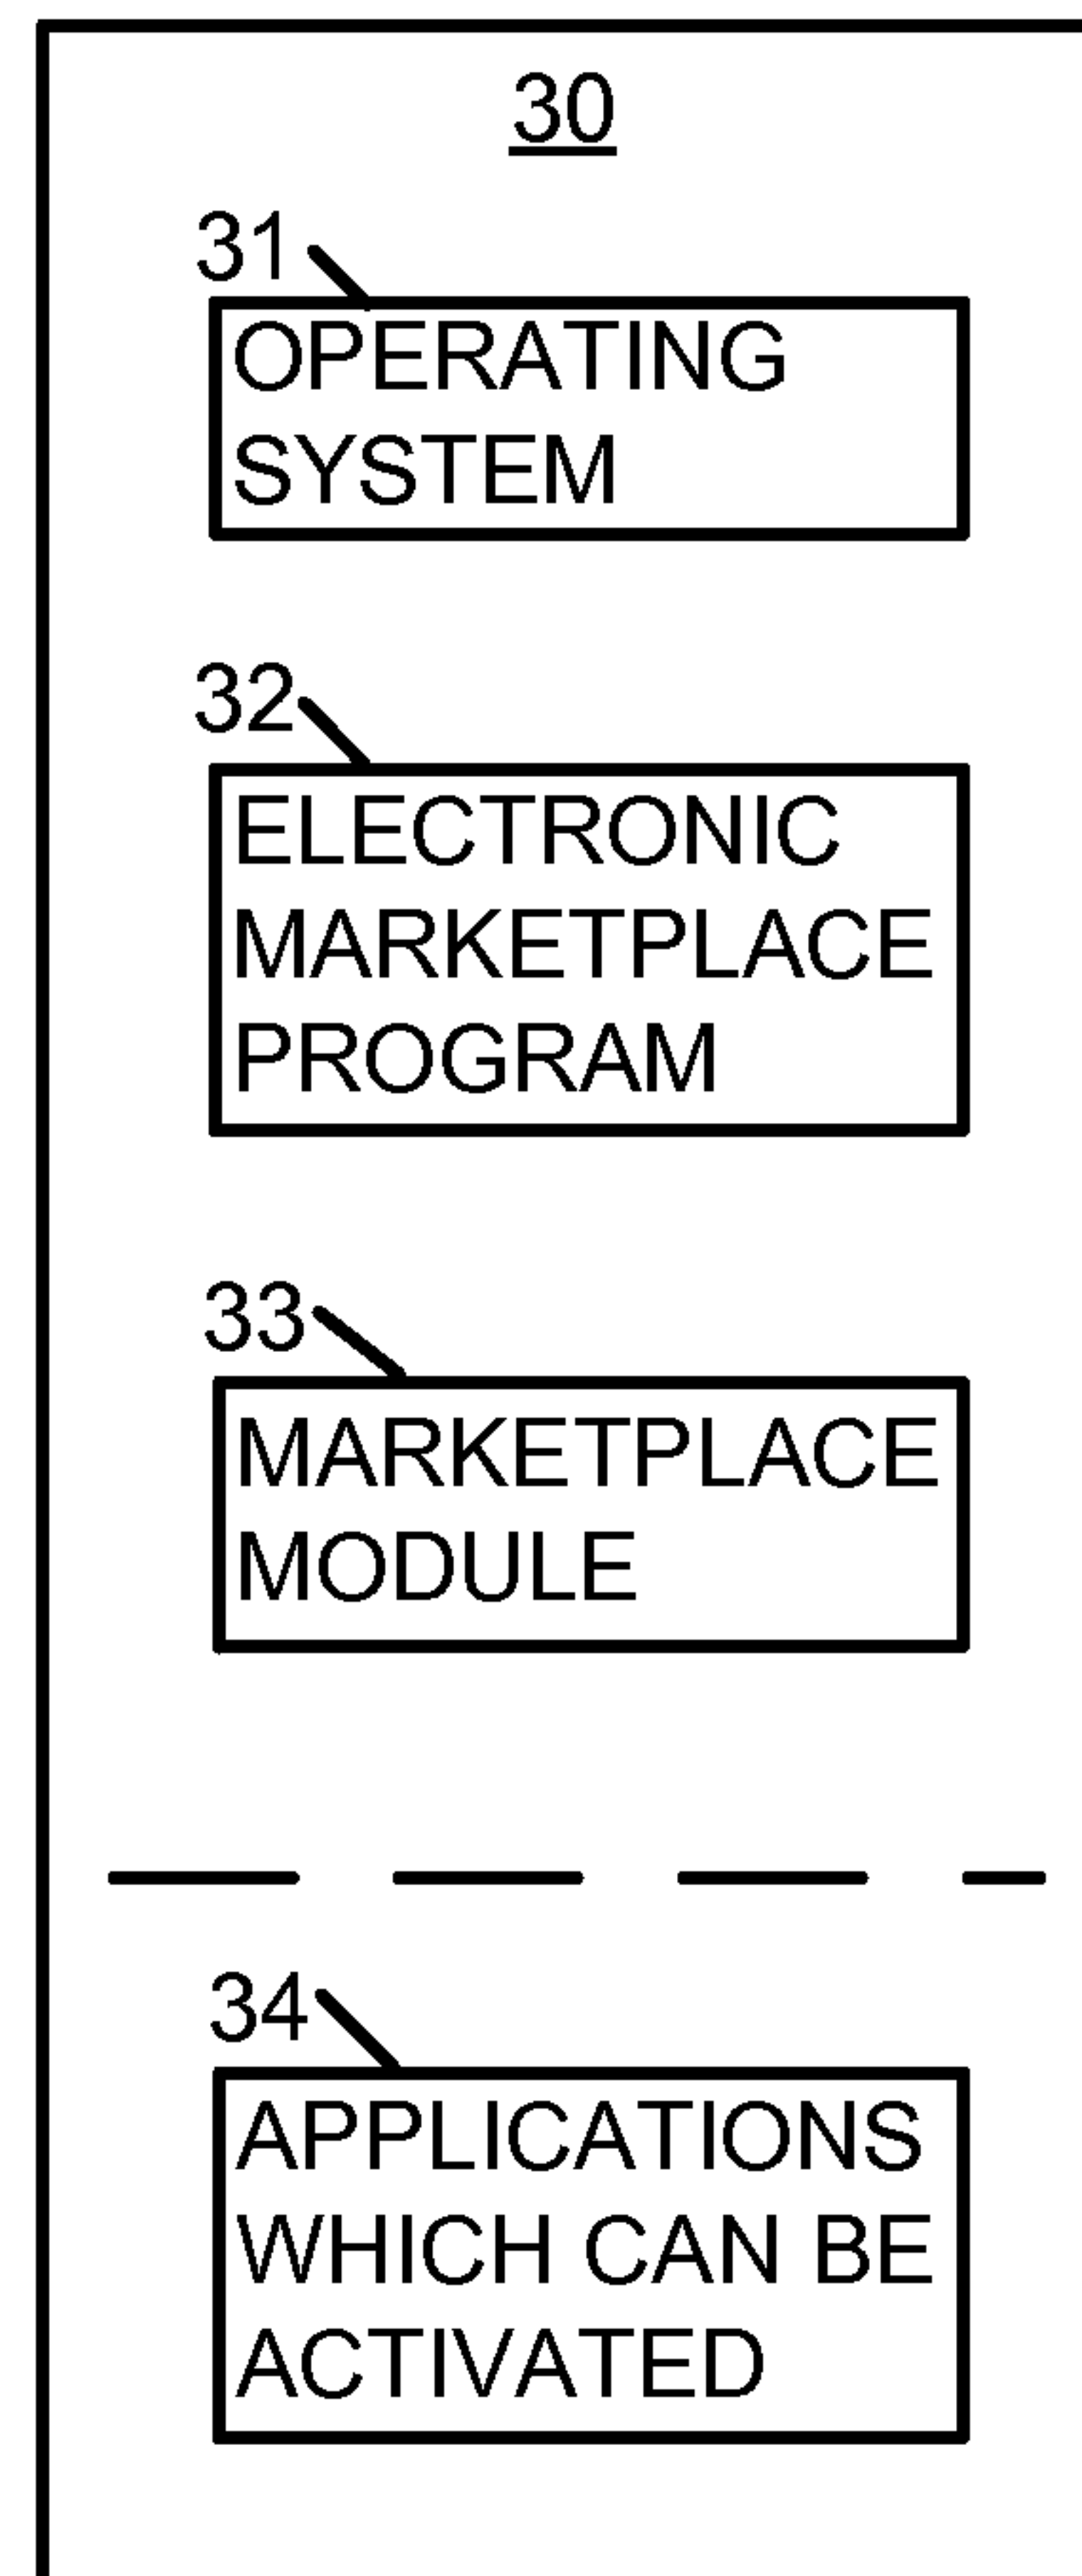 30
31
OPERATING
SYSTEM
32
ELECTRONIC
MARKETPLACE
PROGRAM
33
MARKETPLACE
MODULE
34
APPLICATIONS
WHICH CAN BE
ACTIVATED